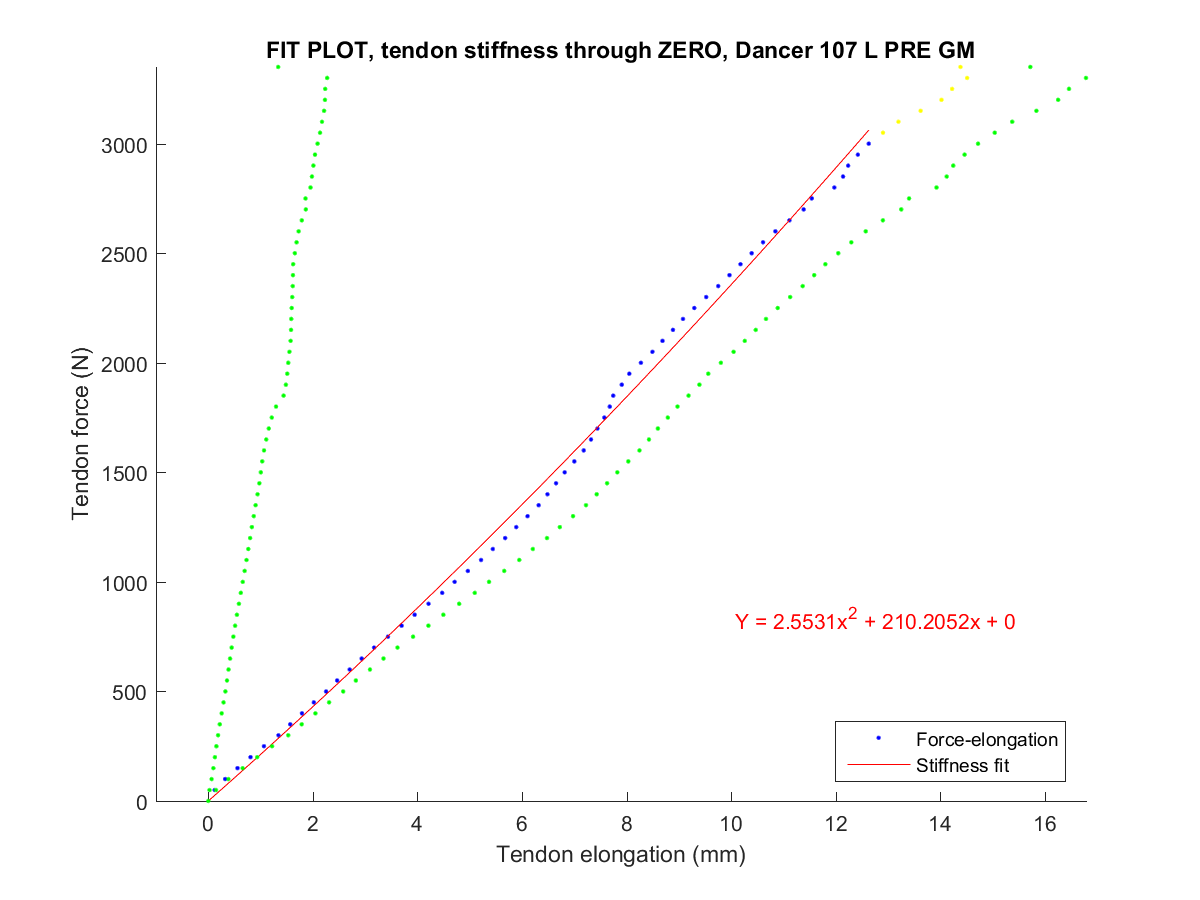 FIT PLOT, tendon stiffness through ZERO, Dancer 107 L PRE GM
Tendon force (N)
3000
2500
2000
1500
1000
500
0
Y = 2.5531x² + 210.2052x + 0
Force-elongation
Stiffness fit
0 2 4 6 8 10 12 14 16
Tendon elongation (mm)